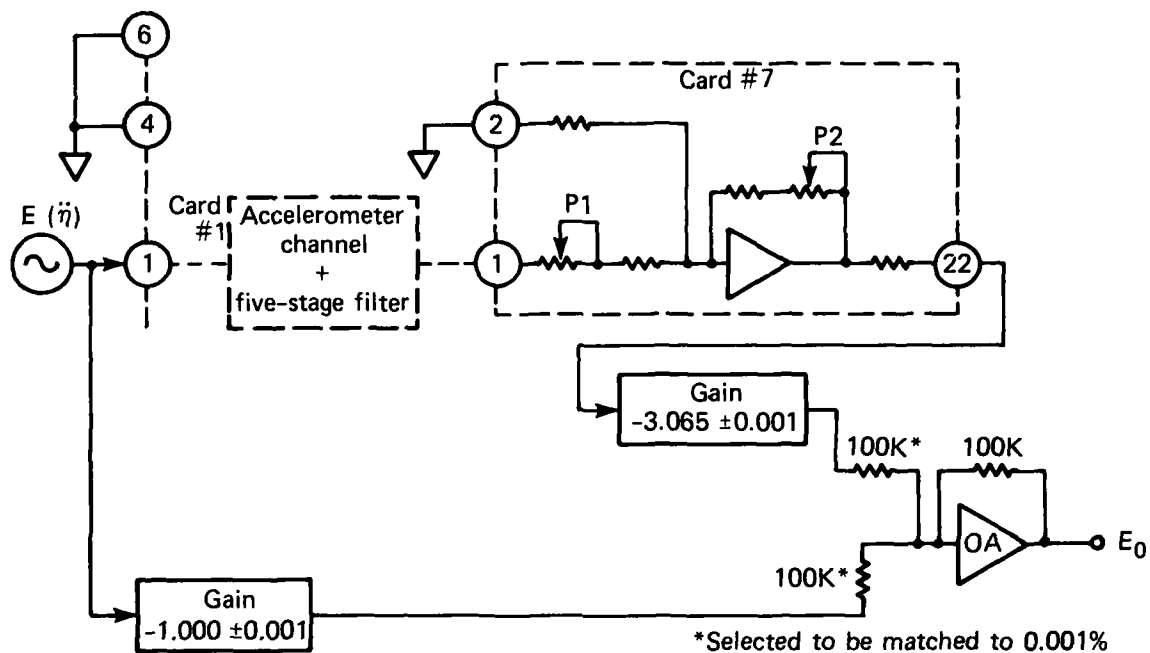 6
4
Card #7
2
P2
P1
E (η̈)
Card
#1
Accelerometer
channel
+
five-stage filter
1
1
22
Gain
-3.065 ±0.001
100K*
100K
OA
E0
100K*
Gain
-1.000 ±0.001
*Selected to be matched to 0.001%